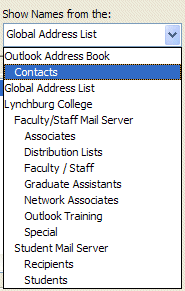 Show Names from the:
Global Address List
Outlook Address Book
Contacts
Global Address List
Lynchburg College
Faculty/Staff Mail Server
Associates
Distribution Lists
Faculty / Staff
Graduate Assistants
Network Associates
Outlook Training
Special
Student Mail Server
Recipients
Students